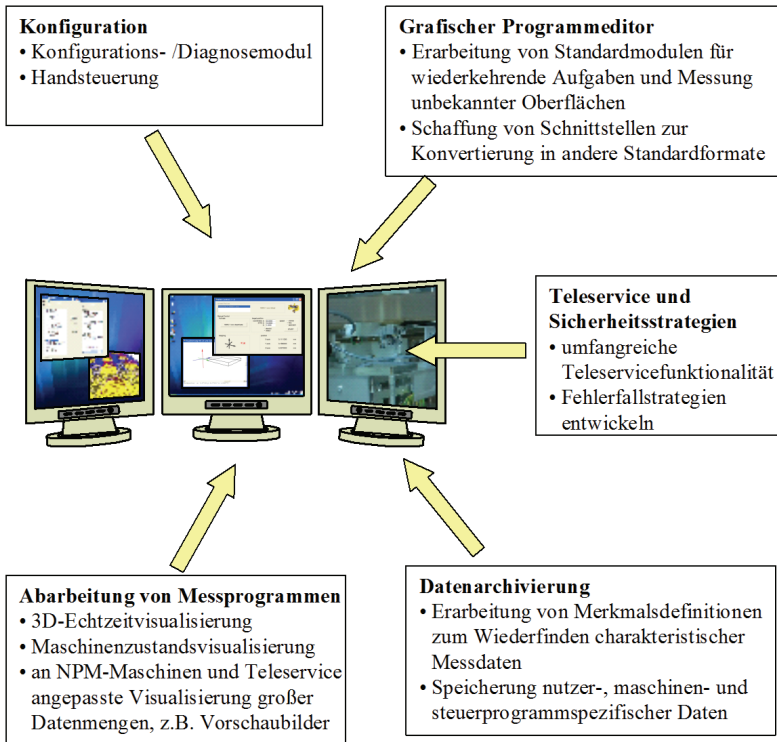 Konfiguration
• Konfigurations- /Diagnosemodul
• Handsteuerung
Grafischer Programmeditor
• Erarbeitung von Standardmodulen für
wiederkehrende Aufgaben und Messung
unbekannter Oberflächen
• Schaffung von Schnittstellen zur
Konvertierung in andere Standardformate
Teleservice und
Sicherheitsstrategien
• umfangreiche
Teleservicefunktionalität
• Fehlerfallstrategien
entwickeln
Abarbeitung von Messprogrammen
• 3D-Echtzeitvisualisierung
• Maschinenzustandsvisualisierung
• an NPM-Maschinen und Teleservice
angepasste Visualisierung großer
Datenmengen, z.B. Vorschaubilder
Datenarchivierung
• Erarbeitung von Merkmalsdefinitionen
zum Wiederfinden charakteristischer
Messdaten
• Speicherung nutzer-, maschinen- und
steuerprogrammspezifischer Daten